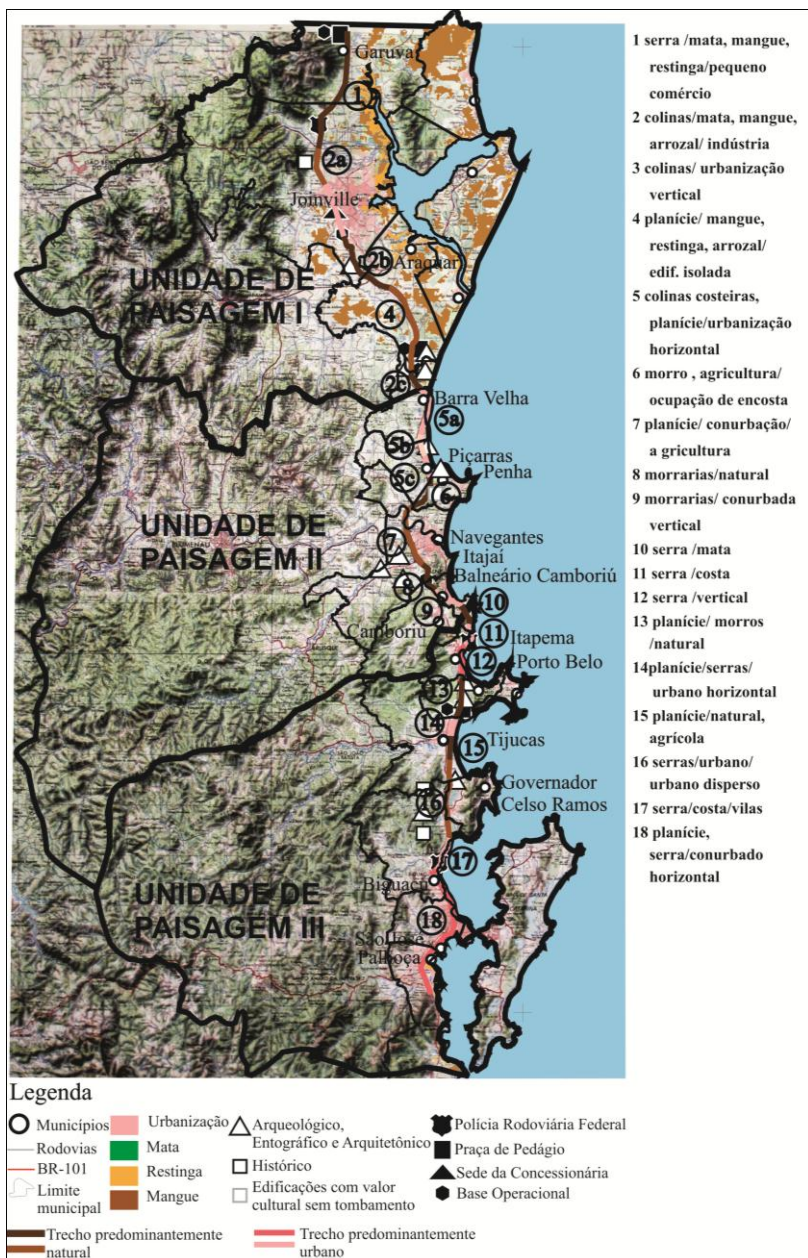 Garuva
1
2a
Joinville
2b
Araquari
UNIDADE DE
PAISAGEM I
4
2c
Barra Velha
5a
5b
Piçarras
5c
Penha
6
UNIDADE DE
PAISAGEM II
7
Navegantes
Itajaí
8
Balneário Camboriú
10
9
11
Camboriú
Itapema
12
Porto Belo
13
14
15
Tijucas
16
Governador
Celso Ramos
17
Biguaçu
UNIDADE DE
PAISAGEM III
18
São José
Palhoça
1 serra /mata, mangue,
restinga/pequeno
comércio
2 colinas/mata, mangue,
arrozal/ indústria
3 colinas/ urbanização
vertical
4 planície/ mangue,
restinga, arrozal/
edif. isolada
5 colinas costeiras,
planície/urbanização
horizontal
6 morro , agricultura/
ocupação de encosta
7 planície/ conurbação/
a gricultura
8 morrarias/natural
9 morrarias/ conurbada
vertical
10 serra /mata
11 serra /costa
12 serra /vertical
13 planície/ morros
/natural
14planície/serras/
urbano horizontal
15 planície/natural,
agrícola
16 serras/urbano/
urbano disperso
17 serra/costa/vilas
18 planície,
serra/conurbado
horizontal
Legenda
Municípios
Rodovias
BR-101
Limite
municipal
Urbanização
Mata
Restinga
Mangue
Arqueológico,
Entográfico e Arquitetônico
Histórico
Edificações com valor
cultural sem tombamento
Polícia Rodoviária Federal
Praça de Pedágio
Sede da Concessionária
Base Operacional
Trecho predominantemente
natural
Trecho predominantemente
urbano